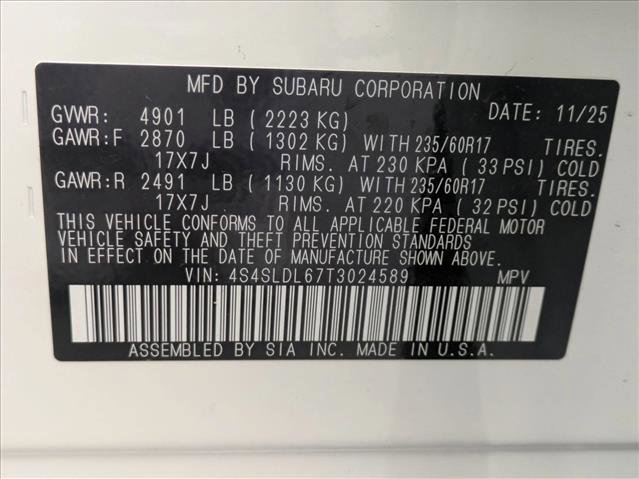 MFD BY SUBARU CORPORATION
GVWR: 4901 LB ( 2223 KG) DATE: 11/25
GAWR:F 2870 LB ( 1302 KG) WITH 235/60R17 TIRES.
17X7J RIMS. AT 230 KPA ( 33 PSI) COLD
GAWR:R 2491 LB ( 1130 KG) WITH 235/60R17 TIRES.
17X7J RIMS. AT 220 KPA ( 32 PSI) COLD
THIS VEHICLE CONFORMS TO ALL APPLICABLE FEDERAL MOTOR
VEHICLE SAFETY AND THEFT PREVENTION STANDARDS
IN EFFECT ON THE DATE OF MANUFACTURE SHOWN ABOVE.
VIN: 4S4SLDL67T3024589 MPV
ASSEMBLED BY SIA INC. MADE IN U.S.A.